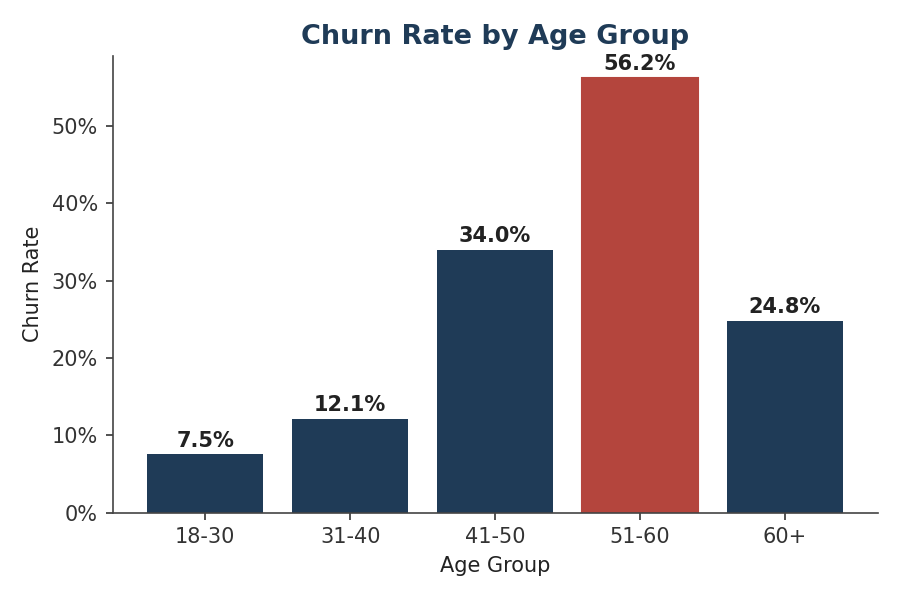 Churn Rate by Age Group
56.2%
50%
40%
34.0%
30%
24.8%
20%
12.1%
10%
7.5%
0%
Churn Rate
18-30 31-40 41-50 51-60 60+
Age Group